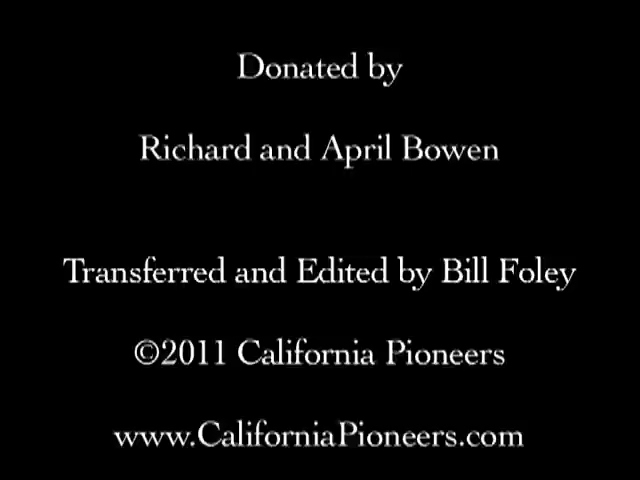 Donated by
Richard and April Bowen
Transferred and Edited by Bill Foley
©2011 California Pioneers
www.CaliforniaPioneers.com